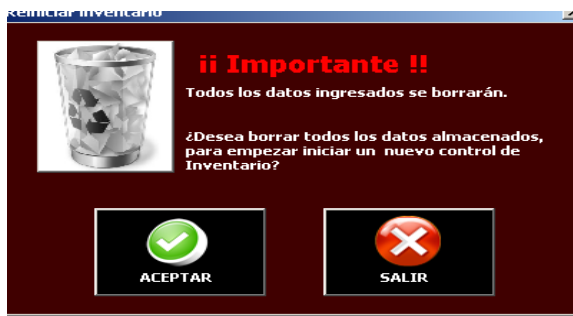 Reiniciar Inventario
¡¡ Importante !!
Todos los datos ingresados se borrarán.
¿Desea borrar todos los datos almacenados,
para empezar iniciar un nuevo control de
Inventario?
ACEPTAR
SALIR